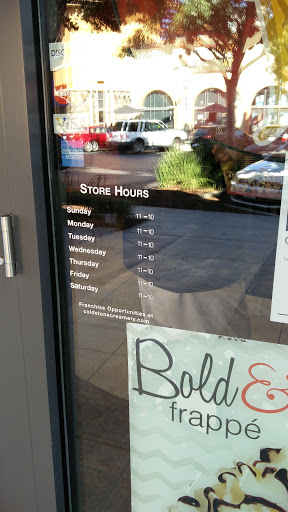 STORE HOURS
Sunday 11–10
Monday 11–10
Tuesday 11–10
Wednesday 11–10
Thursday 11–10
Friday 11–10
Saturday 11–10
Franchise Opportunities at
coldstonecreamery.com
Bold &
frappé